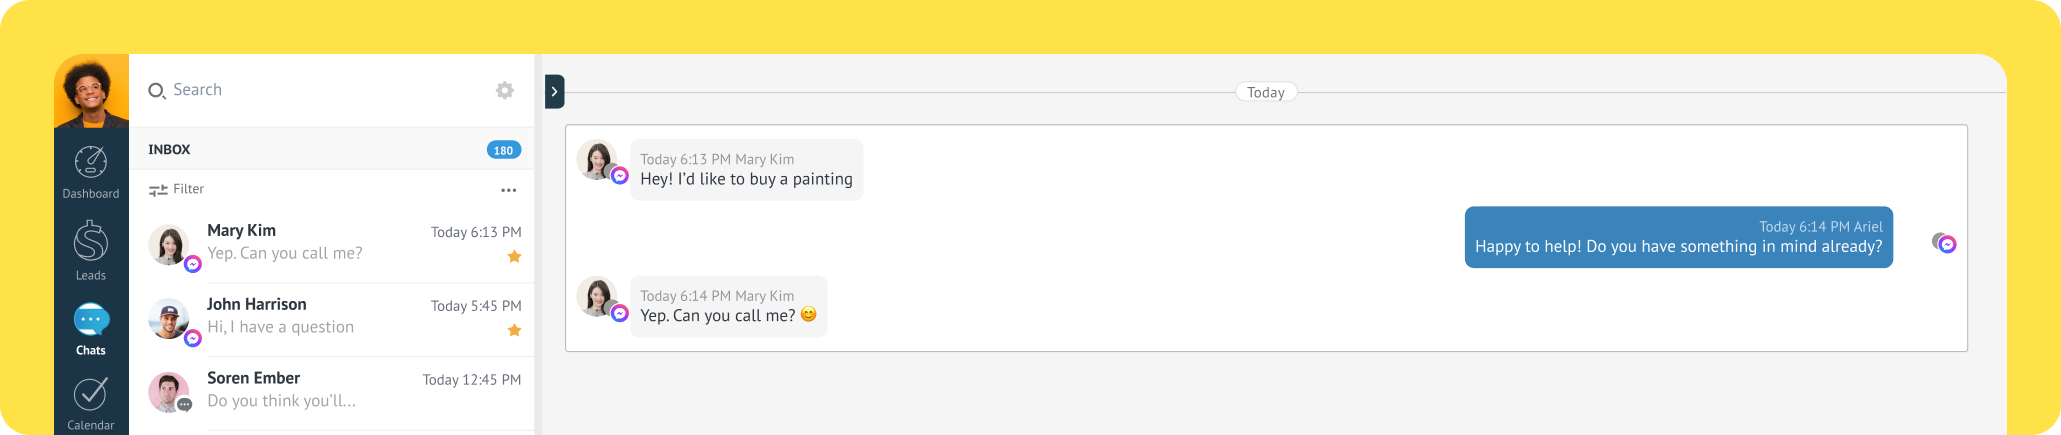 Search
INBOX
180
Filter
Mary Kim
Today 6:13 PM
Yep. Can you call me?
John Harrison
Today 5:45 PM
Hi, I have a question
Soren Ember
Today 12:45 PM
Do you think you'll...
Dashboard
Leads
Chats
Calendar
Today
Today 6:13 PM Mary Kim
Hey! I'd like to buy a painting
Today 6:14 PM Ariel
Happy to help! Do you have something in mind already?
Today 6:14 PM Mary Kim
Yep. Can you call me? 😊